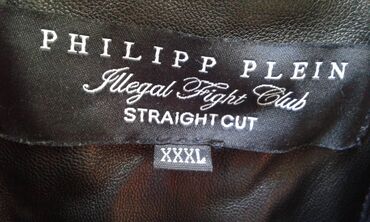 PHILIPP PLEIN
Illegal Fight Club
STRAIGHT CUT
XXXL